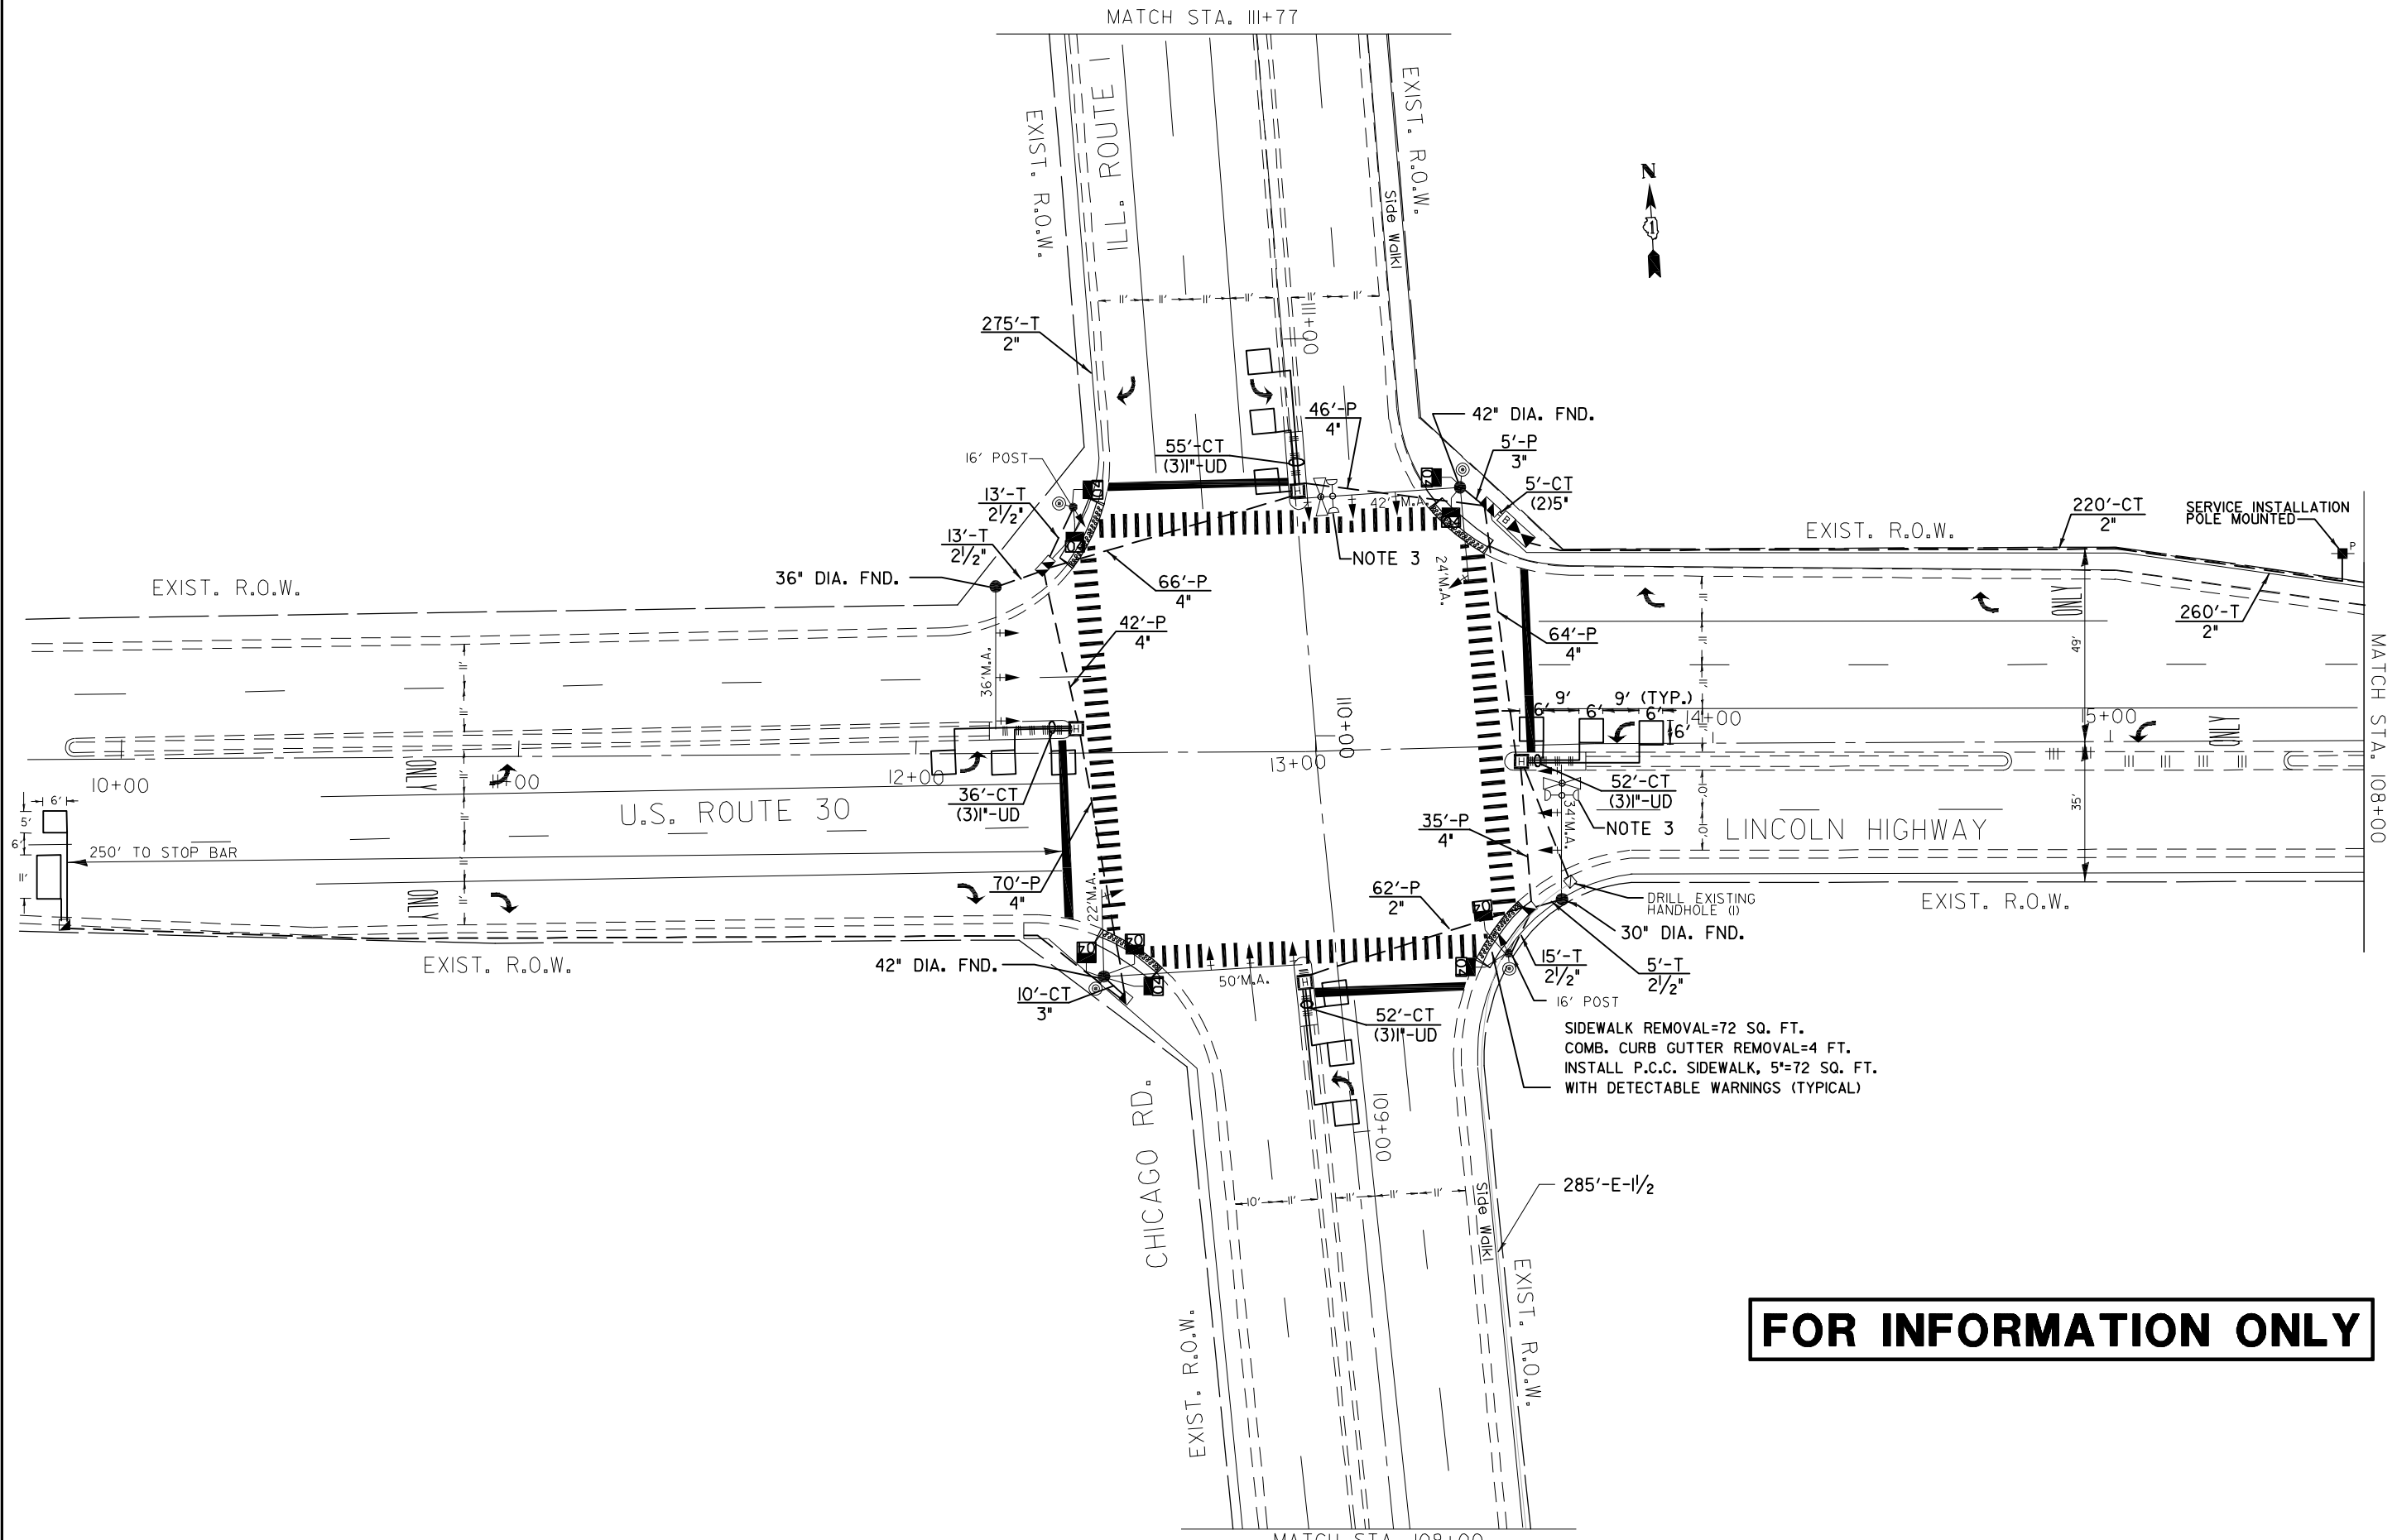 MATCH STA. 111+77
EXIST. R.O.W.
ILL. ROUTE 1
EXIST. R.O.W.
Side Walk
N
1
11' 11' 11' 11' 11' 11'
111+00
275'-T
2"
46'-P
4"
42" DIA. FND.
5'-P
3"
55'-CT
(3)1"-UD
16' POST
5'-CT
(2)5"
13'-T
2 1/2"
42' M.A.
220'-CT
2"
SERVICE INSTALLATION
POLE MOUNTED
P
H
HB
13'-T
2 1/2"
NOTE 3
EXIST. R.O.W.
24' M.A.
36" DIA. FND.
EXIST. R.O.W.
66'-P
4"
ONLY
260'-T
2"
42'-P
4"
64'-P
4"
49'
MATCH STA. 108+00
36' M.A.
110+00
6' 9' 6' 9' (TYP.) 6'
6'
14+00
15+00
ONLY
H
H
10+00
ONLY
11+00
12+00
13+00
6'
5'
6'
11'
U.S. ROUTE 30
36'-CT
(3)1"-UD
52'-CT
(3)1"-UD
34' M.A.
35'
NOTE 3
LINCOLN HIGHWAY
35'-P
4"
10'
10'
250' TO STOP BAR
ONLY
70'-P
4"
22' M.A.
62'-P
2"
DRILL EXISTING
HANDHOLE (1)
EXIST. R.O.W.
30" DIA. FND.
EXIST. R.O.W.
42" DIA. FND.
15'-T
2 1/2"
5'-T
2 1/2"
50' M.A.
H
10'-CT
3"
16' POST
52'-CT
(3)1"-UD
SIDEWALK REMOVAL=72 SQ. FT.
COMB. CURB GUTTER REMOVAL=4 FT.
INSTALL P.C.C. SIDEWALK, 5"=72 SQ. FT.
WITH DETECTABLE WARNINGS (TYPICAL)
CHICAGO RD.
109+00
285'-E-1 1/2
10' 11' 11' 11' 11'
Side Walk
EXIST. R.O.W.
EXIST. R.O.W.
FOR INFORMATION ONLY
MATCH STA. 108+00